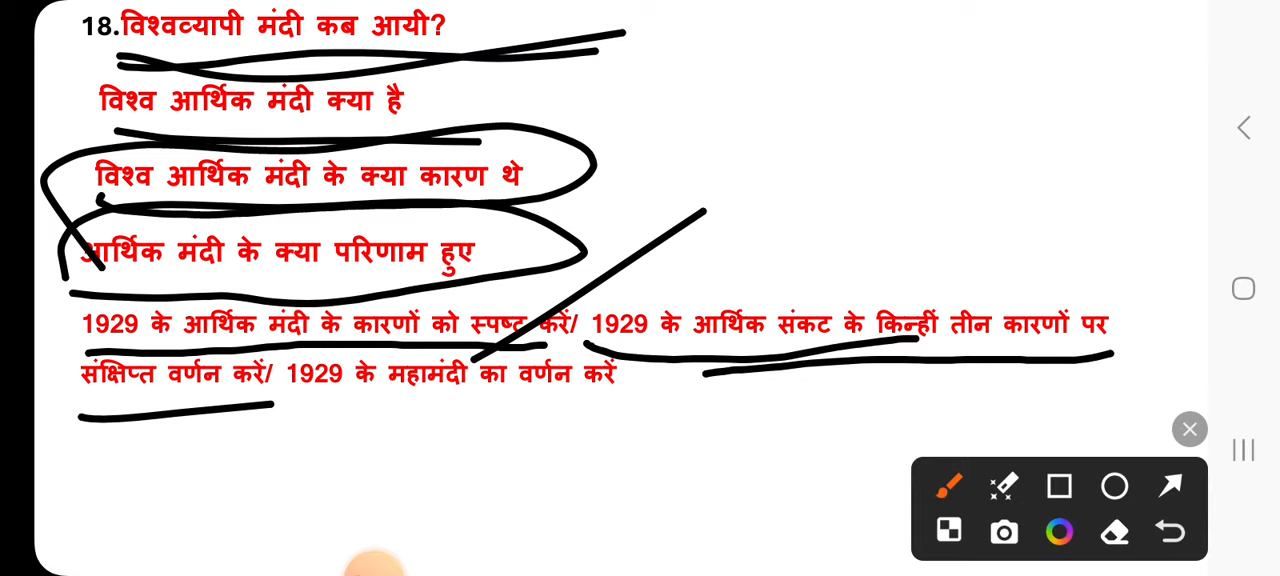 18.विश्वव्यापी मंदी कब आयी?
विश्व आर्थिक मंदी क्या है
विश्व आर्थिक मंदी के क्या कारण थे
आर्थिक मंदी के क्या परिणाम हुए
1929 के आर्थिक मंदी के कारणों को स्पष्ट करें/ 1929 के आर्थिक संकट के किन्हीं तीन कारणों पर
संक्षिप्त वर्णन करें/ 1929 के महामंदी का वर्णन करें